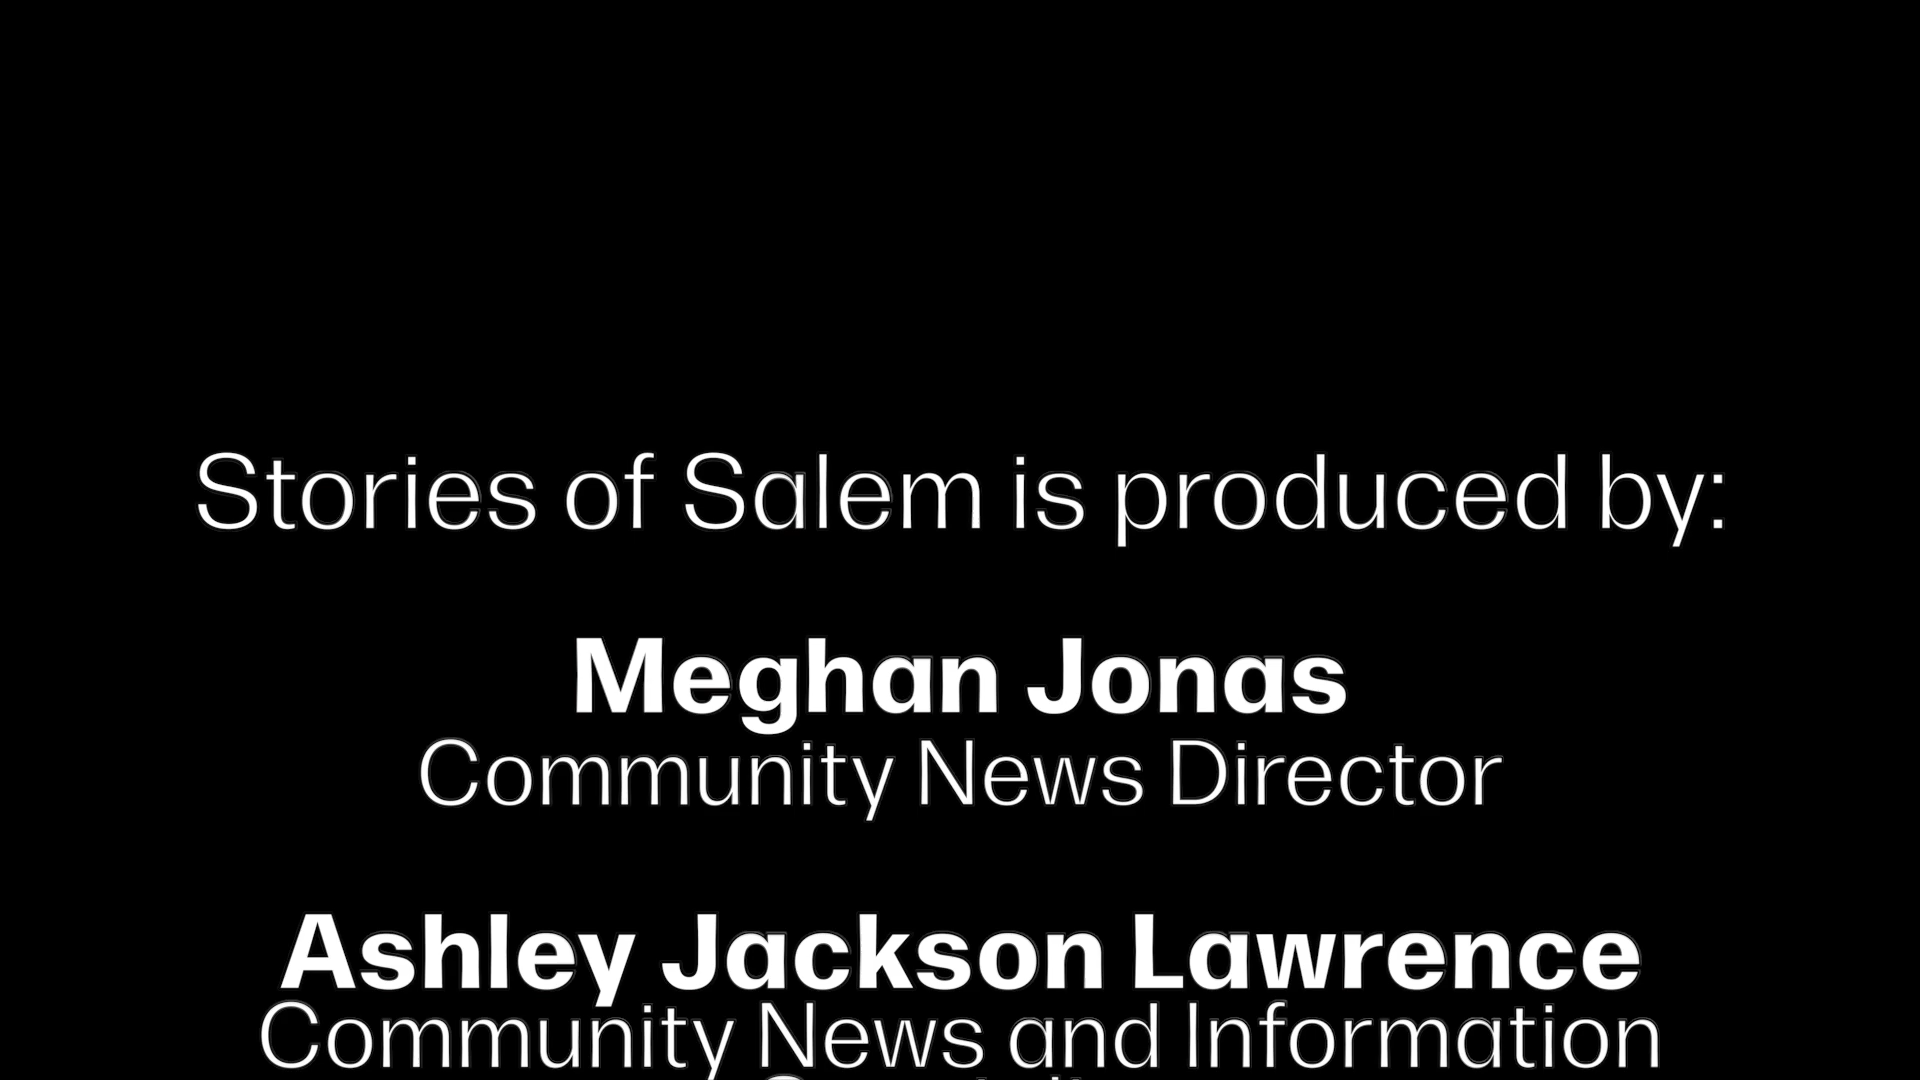 Stories of Salem is produced by:
Meghan Jonas
Community News Director
Ashley Jackson Lawrence
Community News and Information